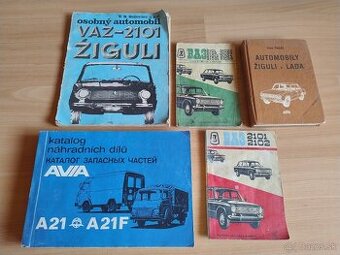 osobný automobil
VAZ-2101
ŽIGULI
ВАЗ
AUTOMOBILY
ŽIGULI - LADA
katalog
náhradních dílů
КАТАЛОГ ЗАПАСНЫХ ЧАСТЕЙ
AVIA
A21 A21F
ВАЗ 2101
2102